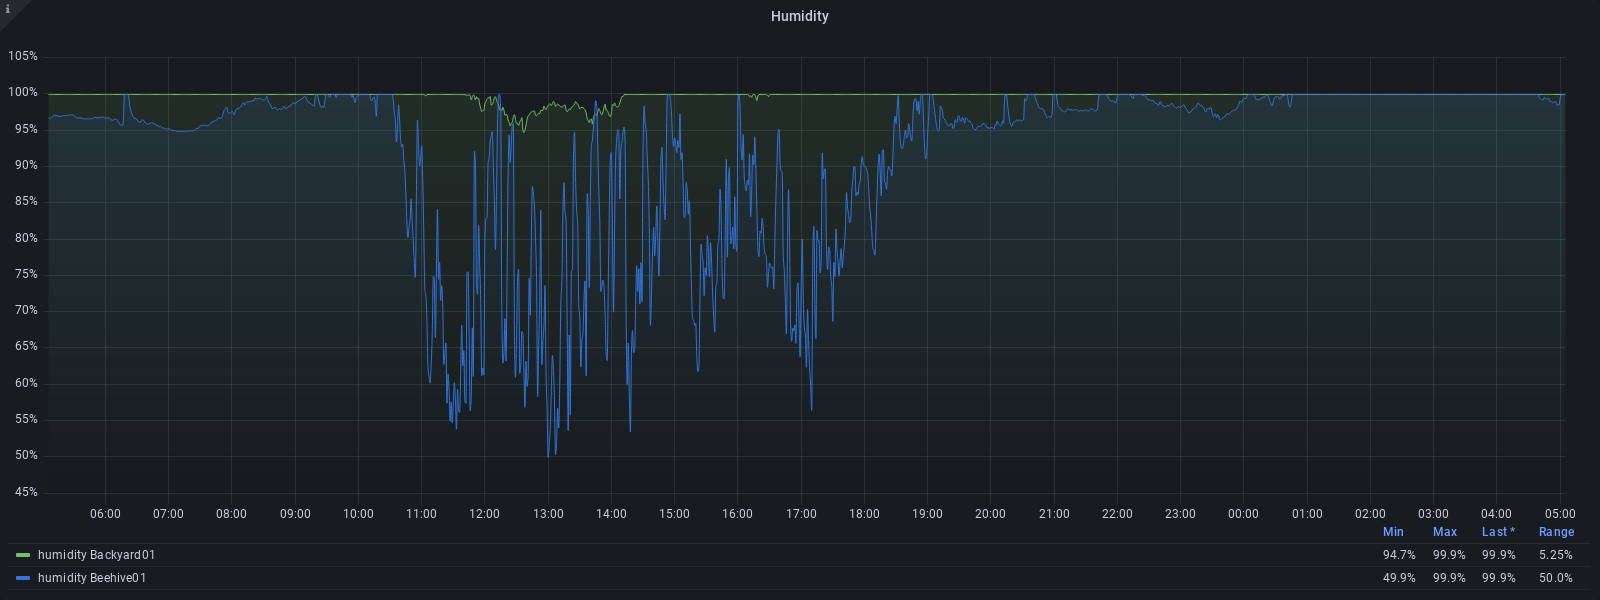 i
Humidity
105%
100%
95%
90%
85%
80%
75%
70%
65%
60%
55%
50%
45%
06:00 07:00 08:00 09:00 10:00 11:00 12:00 13:00 14:00 15:00 16:00 17:00 18:00 19:00 20:00 21:00 22:00 23:00 00:00 01:00 02:00 03:00 04:00 05:00
Min Max Last * Range
humidity Backyard01 94.7% 99.9% 99.9% 5.25%
humidity Beehive01 49.9% 99.9% 99.9% 50.0%